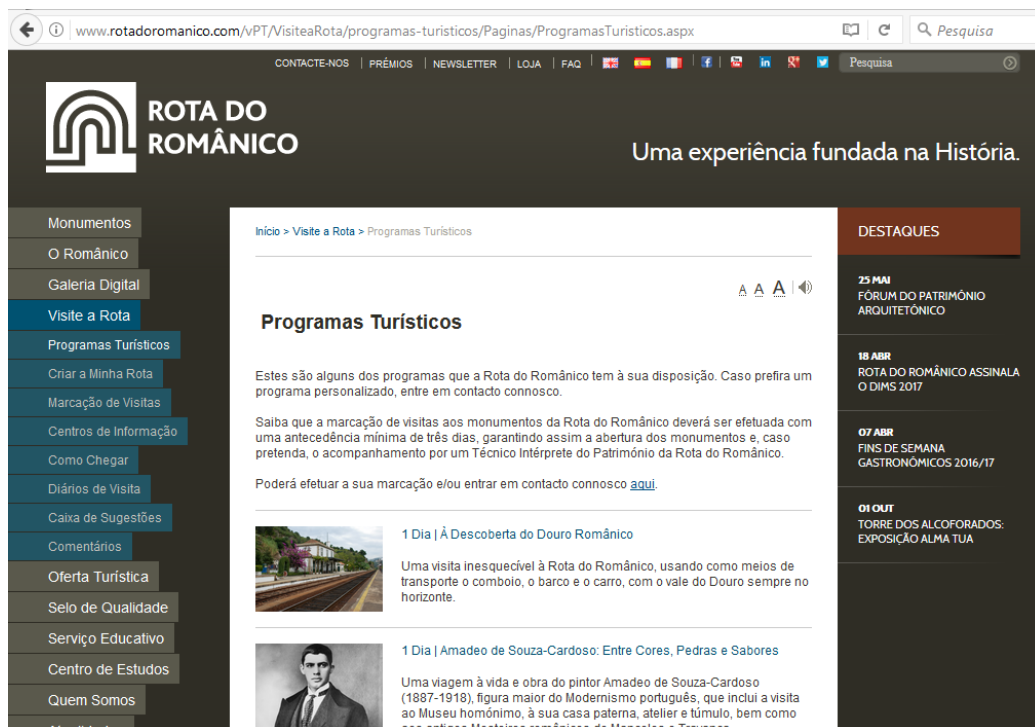 www.rotadoromanico.com/vPT/VisiteaRota/programas-turisticos/Paginas/ProgramasTuristicos.aspx
Pesquisa
CONTACTE-NOS | PRÉMIOS | NEWSLETTER | LOJA | FAQ
Pesquisa
ROTA DO
ROMÂNICO
Uma experiência fundada na História.
Monumentos
O Românico
Galeria Digital
Visite a Rota
Programas Turísticos
Criar a Minha Rota
Marcação de Visitas
Centros de Informação
Como Chegar
Diários de Visita
Caixa de Sugestões
Comentários
Oferta Turística
Selo de Qualidade
Serviço Educativo
Centro de Estudos
Quem Somos
Início > Visite a Rota > Programas Turísticos
A A A
Programas Turísticos
Estes são alguns dos programas que a Rota do Românico tem à sua disposição. Caso prefira um
programa personalizado, entre em contacto connosco.
Saiba que a marcação de visitas aos monumentos da Rota do Românico deverá ser efetuada com
uma antecedência mínima de três dias, garantindo assim a abertura dos monumentos e, caso
pretenda, o acompanhamento por um Técnico Intérprete do Património da Rota do Românico.
Poderá efetuar a sua marcação e/ou entrar em contacto connosco aqui.
1 Dia | À Descoberta do Douro Românico
Uma visita inesquecível à Rota do Românico, usando como meios de
transporte o comboio, o barco e o carro, com o vale do Douro sempre no
horizonte.
1 Dia | Amadeo de Souza-Cardoso: Entre Cores, Pedras e Sabores
Uma viagem à vida e obra do pintor Amadeo de Souza-Cardoso
(1887-1918), figura maior do Modernismo português, que inclui a visita
ao Museu homónimo, à sua casa paterna, atelier e túmulo, bem como
DESTAQUES
25 MAI
FÓRUM DO PATRIMÓNIO
ARQUITETÓNICO
18 ABR
ROTA DO ROMÂNICO ASSINALA
O DIMS 2017
07 ABR
FINS DE SEMANA
GASTRONÓMICOS 2016/17
01 OUT
TORRE DOS ALCOFORADOS:
EXPOSIÇÃO ALMA TUA